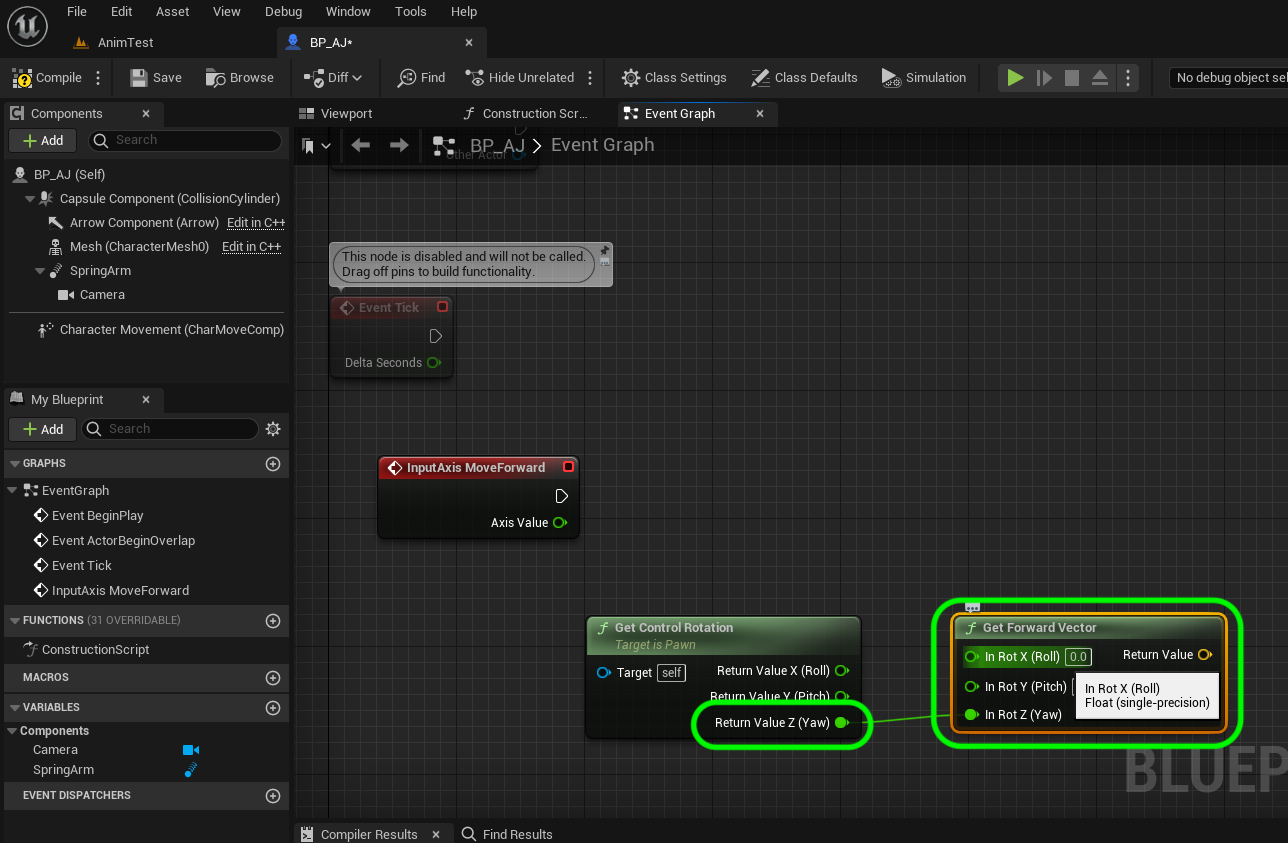 File Edit Asset View Debug Window Tools Help
AnimTest BP_AJ*
Compile Save Browse Diff Find Hide Unrelated Class Settings Class Defaults Simulation No debug object sel
Components
Add Search
BP_AJ (Self)
Capsule Component (CollisionCylinder)
Arrow Component (Arrow) Edit in C++
Mesh (CharacterMesh0) Edit in C++
SpringArm
Camera
Character Movement (CharMoveComp)
My Blueprint
Add Search
GRAPHS
EventGraph
Event BeginPlay
Event ActorBeginOverlap
Event Tick
InputAxis MoveForward
FUNCTIONS (31 OVERRIDABLE)
ConstructionScript
MACROS
VARIABLES
Components
Camera
SpringArm
EVENT DISPATCHERS
Viewport Construction Scr... Event Graph
BP_AJ Event Graph
Other Actor
This node is disabled and will not be called.
Drag off pins to build functionality.
Event Tick
Delta Seconds
InputAxis MoveForward
Axis Value
Get Control Rotation
Target is Pawn
Target self
Return Value X (Roll)
Return Value Y (Pitch)
Return Value Z (Yaw)
Get Forward Vector
In Rot X (Roll) 0.0 Return Value
In Rot Y (Pitch)
In Rot Z (Yaw)
In Rot X (Roll)
Float (single-precision)
BLUEP
Compiler Results Find Results